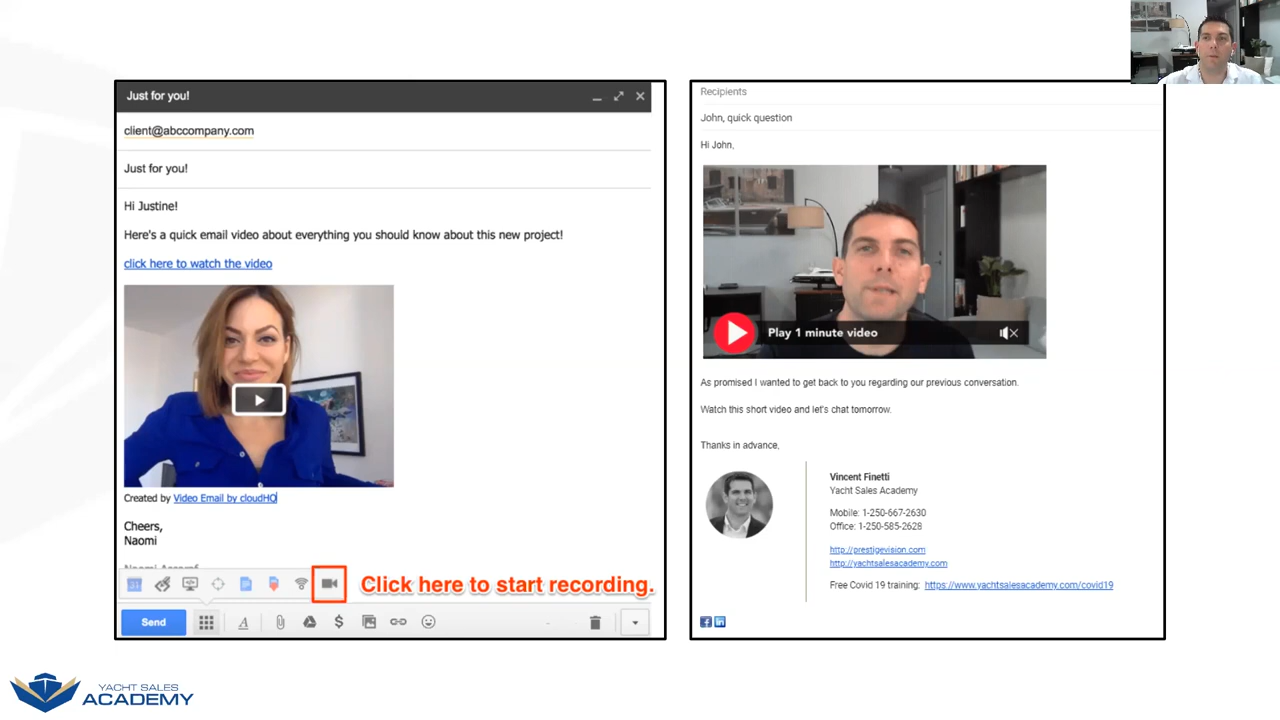 Just for you!
client@abccompany.com
Just for you!
Hi Justine!
Here's a quick email video about everything you should know about this new project!
click here to watch the video
Created by Video Email by cloudHQ
Cheers,
Naomi
Click here to start recording.
Send
Recipients
John, quick question
Hi John,
Play 1 minute video
As promised I wanted to get back to you regarding our previous conversation.
Watch this short video and let's chat tomorrow.
Thanks in advance,
Vincent Finetti
Yacht Sales Academy
Mobile: 1-250-667-2630
Office: 1-250-585-2628
http://prestigevision.com
http://yachtsalesacademy.com
Free Covid 19 training: https://www.yachtsalesacademy.com/covid19
YACHT SALES
ACADEMY